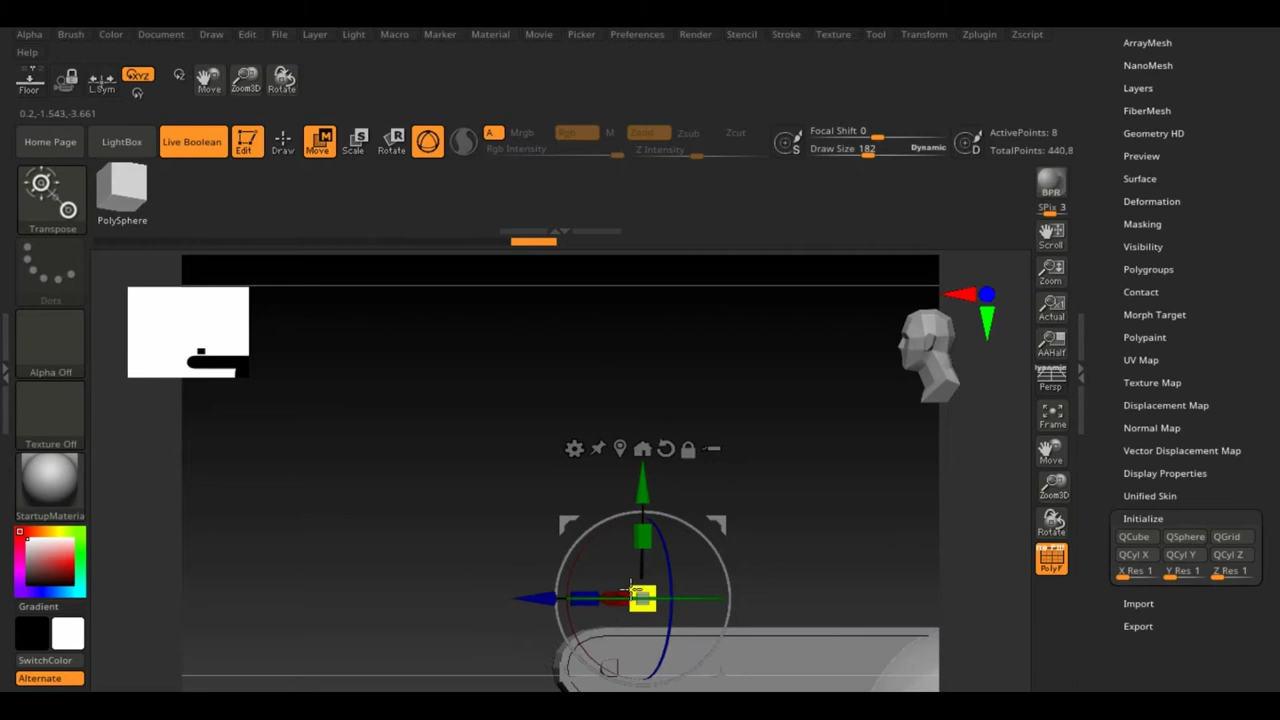 Alpha Brush Color Document Draw Edit File Layer Light Macro Marker Material Movie Picker Preferences Render Stencil Stroke Texture Tool Transform Zplugin Zscript
Help
Floor L.Sym XYZ Y Z Move Zoom3D Rotate
0.2,-1.543,-3.661
Home Page LightBox Live Boolean Edit Draw Move Scale Rotate A Mrgb Rgb M Zadd Zsub Zcut
Rgb Intensity Z Intensity
Focal Shift 0
Draw Size 182 Dynamic
ActivePoints: 8
TotalPoints: 440,8
Transpose
PolySphere
Dots
Alpha Off
Texture Off
StartupMateria
Gradient
SwitchColor
Alternate
BPR
SPix 3
Scroll
Zoom
Actual
AAHalf
Dynamic
Persp
Frame
Move
Zoom3D
Rotate
PolyF
ArrayMesh
NanoMesh
Layers
FiberMesh
Geometry HD
Preview
Surface
Deformation
Masking
Visibility
Polygroups
Contact
Morph Target
Polypaint
UV Map
Texture Map
Displacement Map
Normal Map
Vector Displacement Map
Display Properties
Unified Skin
Initialize
QCube QSphere QGrid
QCyl X QCyl Y QCyl Z
X Res 1 Y Res 1 Z Res 1
Import
Export